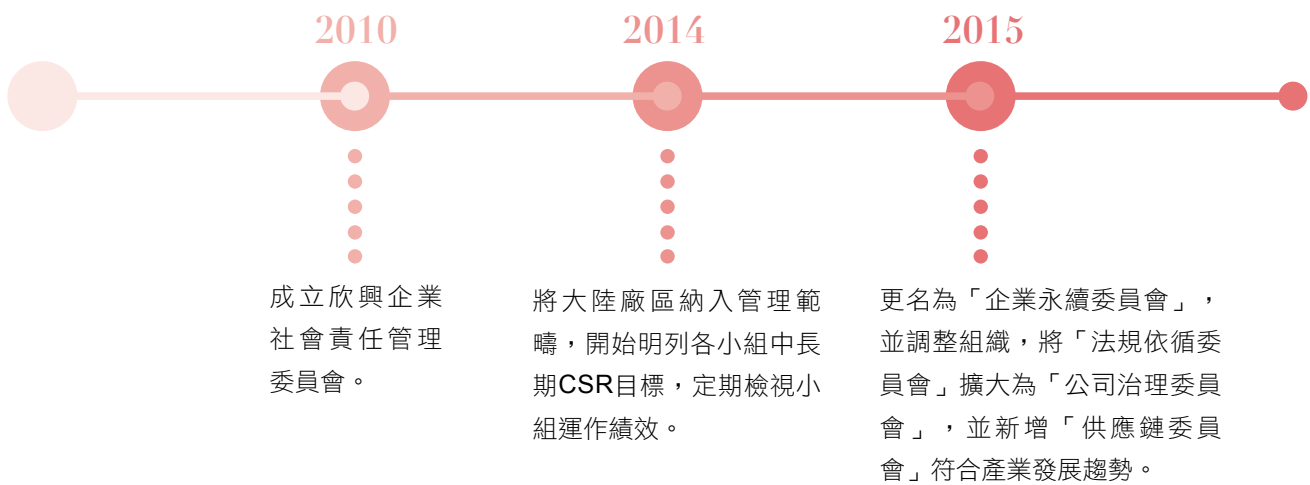 2010
成立欣興企業
社會責任管理
委員會。
2014
將大陸廠區納入管理範
疇，開始明列各小組中長
期CSR目標，定期檢視小
組運作績效。
2015
更名為「企業永續委員會」，
並調整組織，將「法規依循委
員會」擴大為「公司治理委員
會」，並新增「供應鏈委員
會」符合產業發展趨勢。